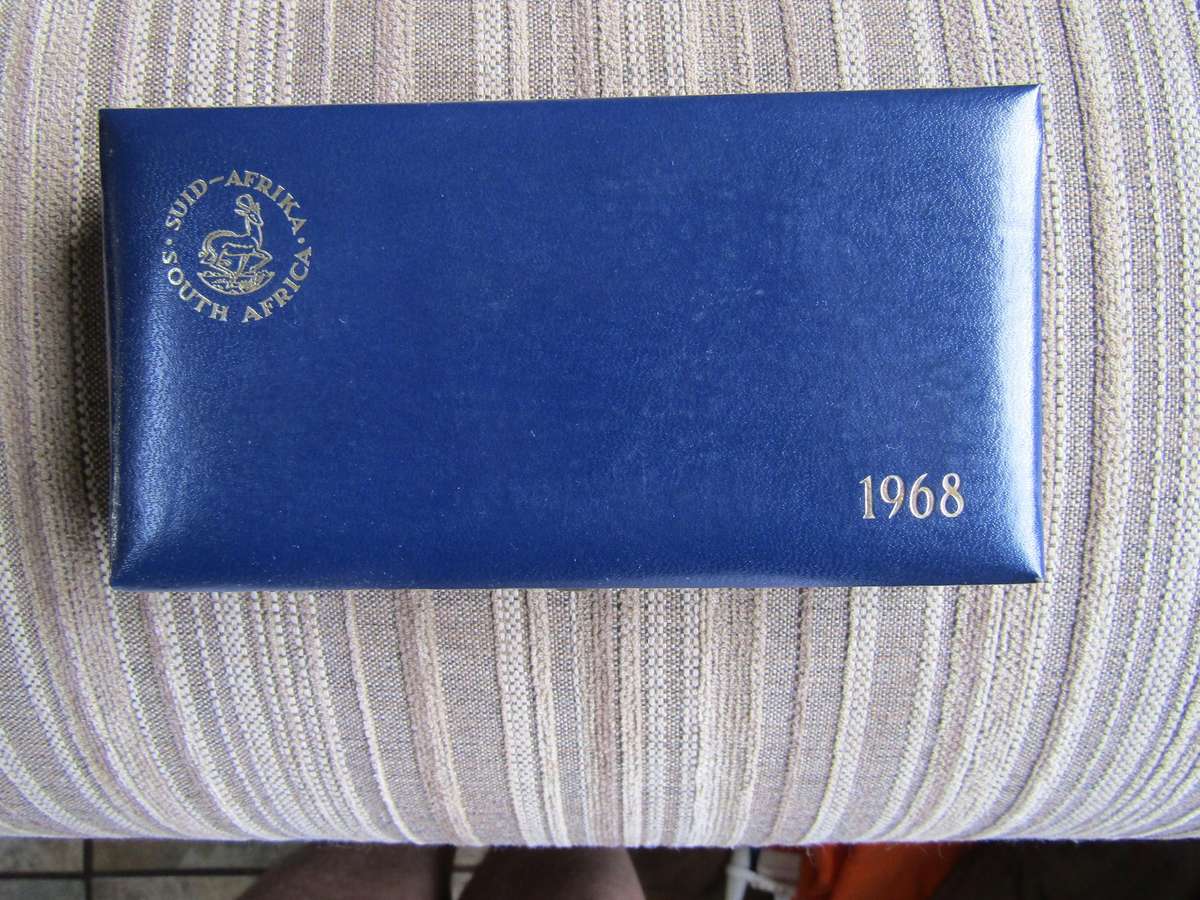 SUID-AFRIKA · SOUTH AFRICA ·
1968